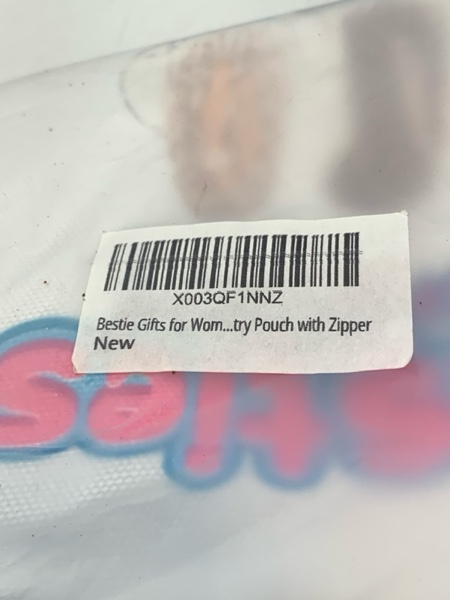 X003QF1NNZ
Bestie Gifts for Wom...try Pouch with Zipper
New